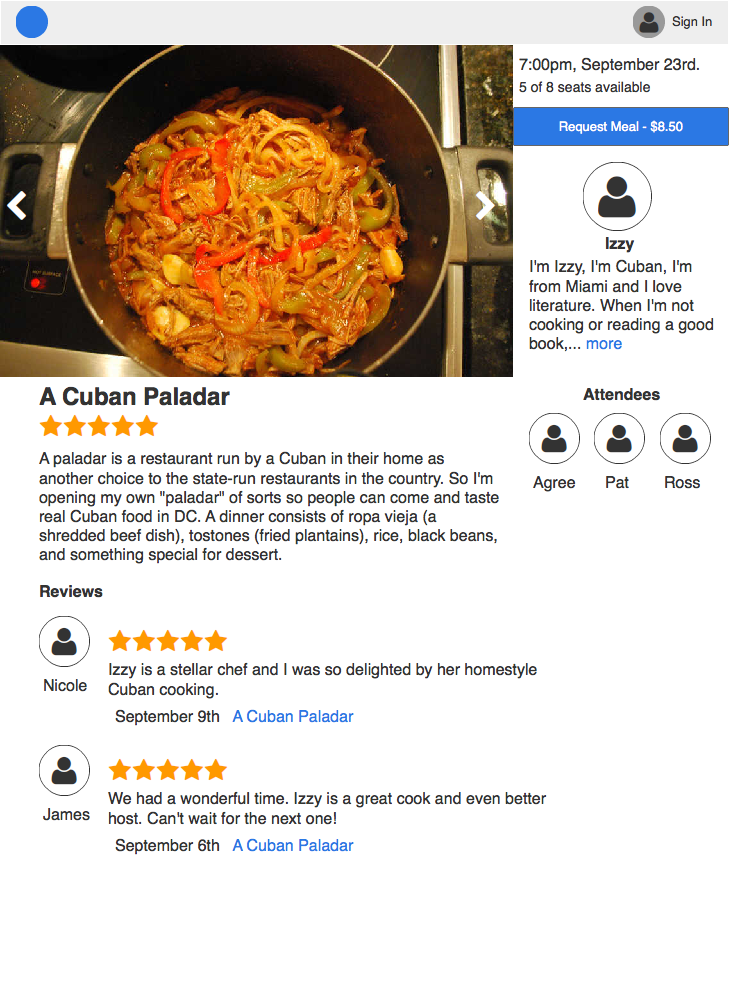 Sign In
7:00pm, September 23rd.
5 of 8 seats available
Request Meal - $8.50
HOT SURFACE
Izzy
I'm Izzy, I'm Cuban, I'm
from Miami and I love
literature. When I'm not
cooking or reading a good
book,... more
A Cuban Paladar
A paladar is a restaurant run by a Cuban in their home as
another choice to the state-run restaurants in the country. So I'm
opening my own "paladar" of sorts so people can come and taste
real Cuban food in DC. A dinner consists of ropa vieja (a
shredded beef dish), tostones (fried plantains), rice, black beans,
and something special for dessert.
Attendees
Agree Pat Ross
Reviews
Nicole
Izzy is a stellar chef and I was so delighted by her homestyle
Cuban cooking.
September 9th A Cuban Paladar
James
We had a wonderful time. Izzy is a great cook and even better
host. Can't wait for the next one!
September 6th A Cuban Paladar